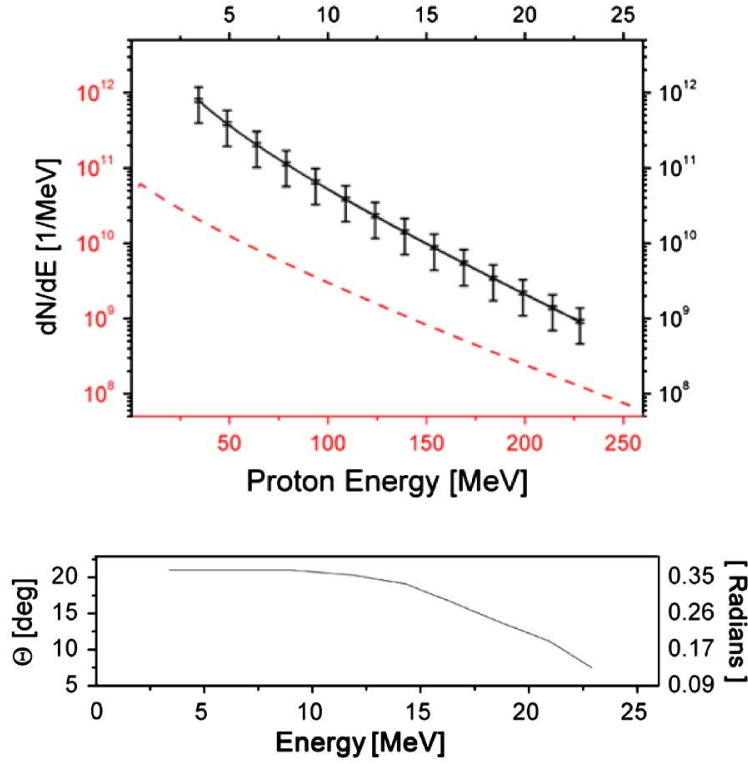 5 10 15 20 25
10¹² 10¹²
10¹¹ 10¹¹
10¹⁰ 10¹⁰
10⁹ 10⁹
10⁸ 10⁸
dN/dE [1/MeV]
50 100 150 200 250
Proton Energy [MeV]
20 0.35
15 0.26
10 0.17
5 0.09
Θ [deg]
[ Radians ]
0 5 10 15 20 25
Energy [MeV]